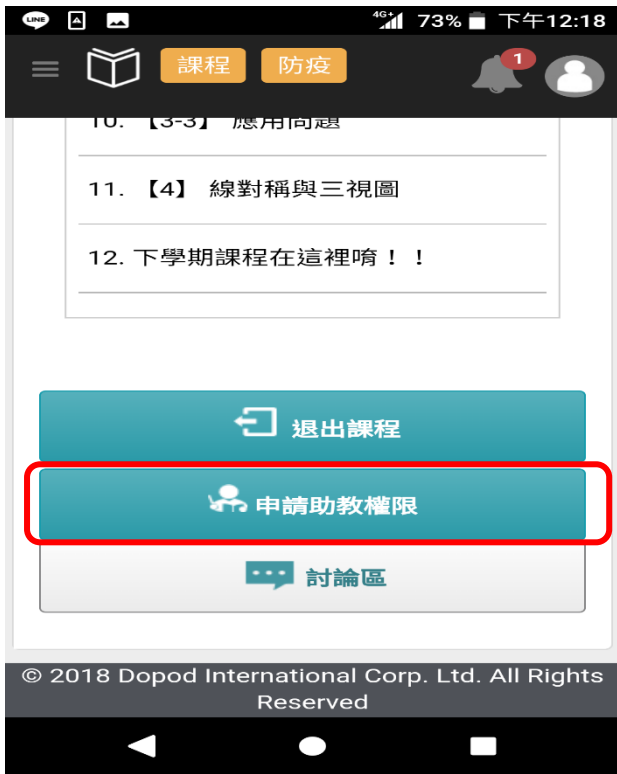 LINE
A
4G+ 73% 下午12:18
課程 防疫 1
10. 【3-3】 應用問題
11. 【4】 線對稱與三視圖
12. 下學期課程在這裡唷！！
退出課程
申請助教權限
討論區
© 2018 Dopod International Corp. Ltd. All Rights
Reserved